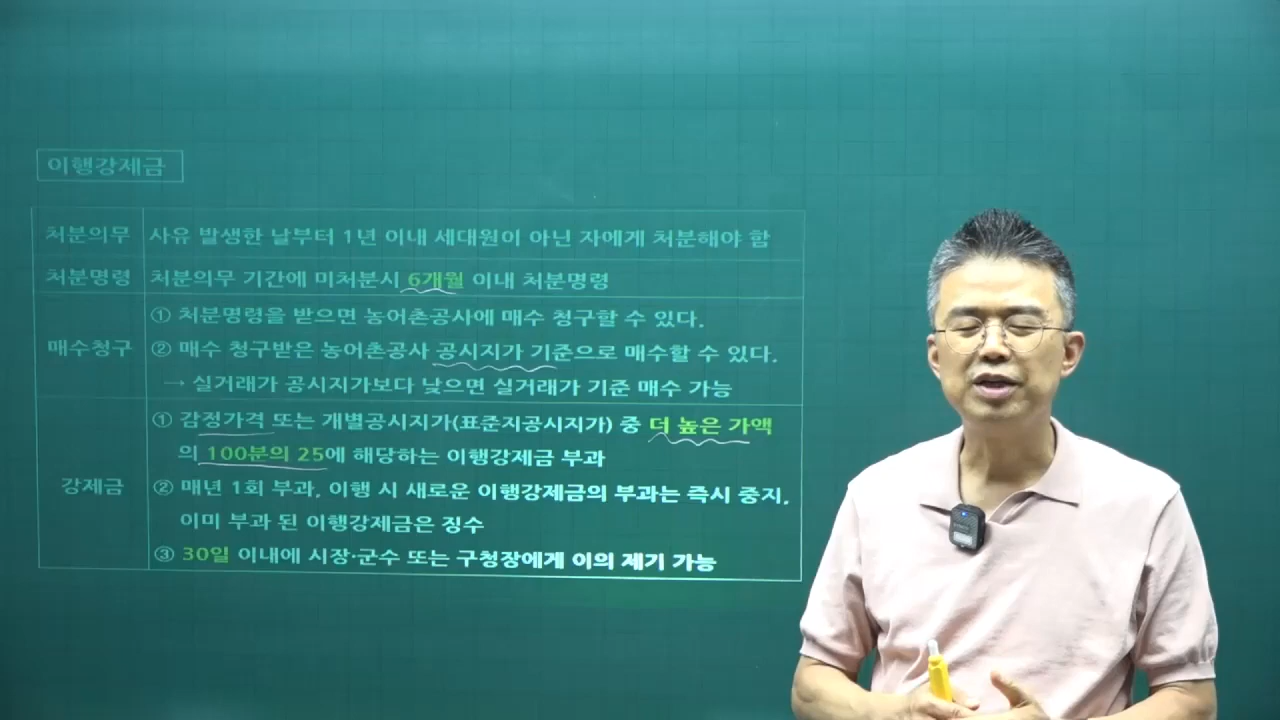 이행강제금
처분의무 사유 발생한 날부터 1년 이내 세대원이 아닌 자에게 처분해야 함
처분명령 처분의무 기간에 미처분시 6개월 이내 처분명령
① 처분명령을 받으면 농어촌공사에 매수 청구할 수 있다.
매수청구 ② 매수 청구받은 농어촌공사 공시지가 기준으로 매수할 수 있다.
→ 실거래가 공시지가보다 낮으면 실거래가 기준 매수 가능
① 감정가격 또는 개별공시지가(표준지공시지가) 중 더 높은 가액
의 100분의 25에 해당하는 이행강제금 부과
강제금 ② 매년 1회 부과, 이행 시 새로운 이행강제금의 부과는 즉시 중지,
이미 부과 된 이행강제금은 징수
③ 30일 이내에 시장·군수 또는 구청장에게 이의 제기 가능